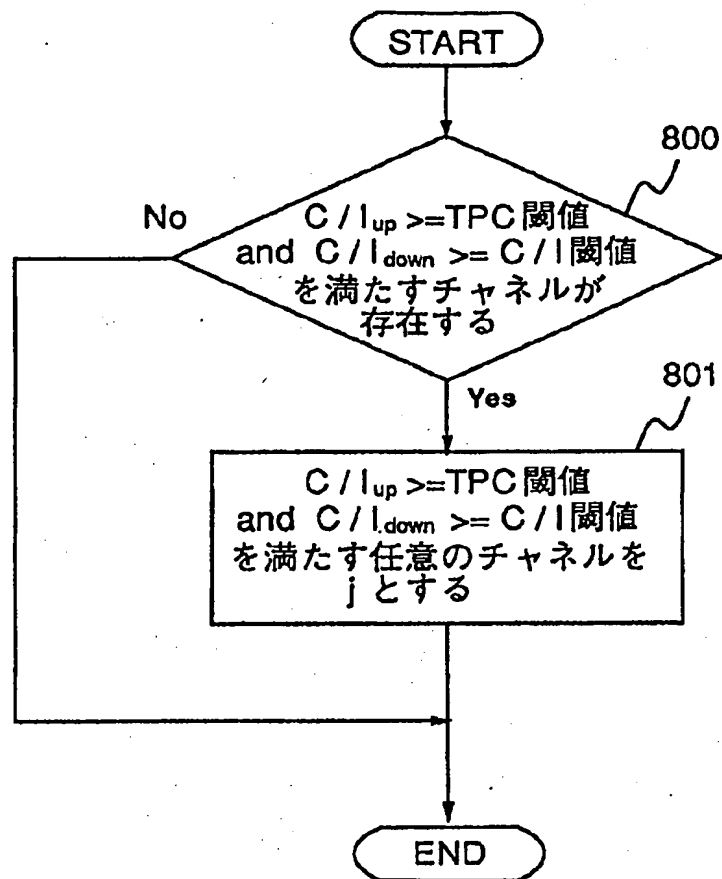 START
800
No
C/Iup >=TPC閾値
and C/Idown >= C/I閾値
を満たすチャネルが
存在する
Yes
801
C/Iup >=TPC閾値
and C/I.down >= C/I閾値
を満たす任意のチャネルを
jとする
END